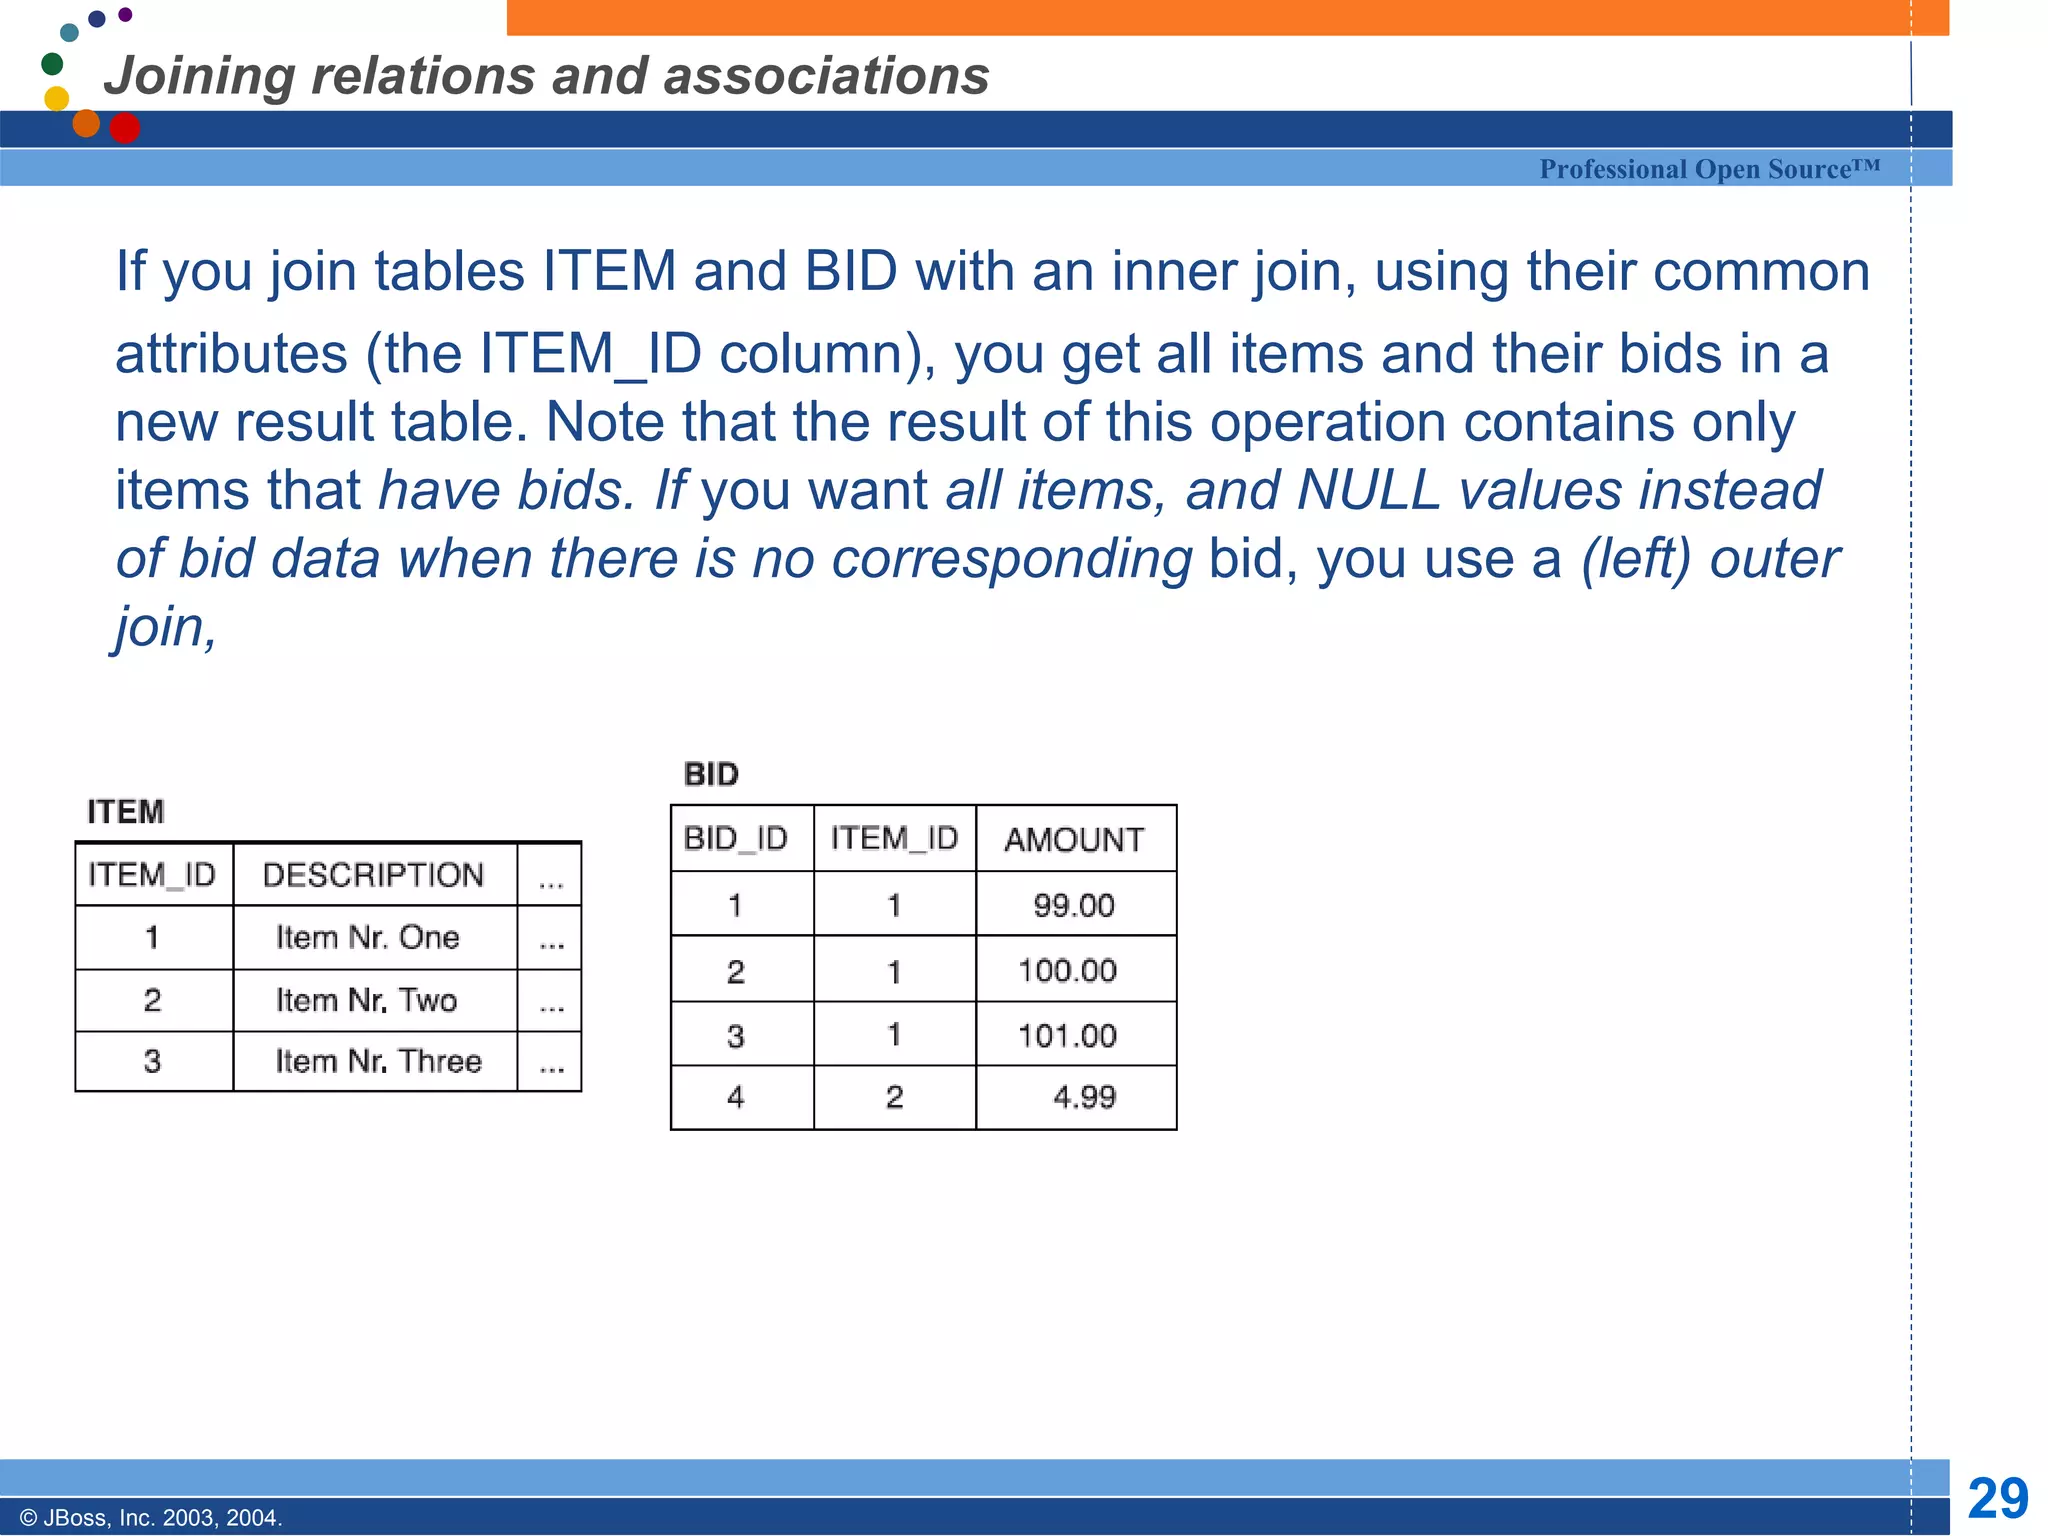 Joining relations and associations
Professional Open Source™
If you join tables ITEM and BID with an inner join, using their common
attributes (the ITEM_ID column), you get all items and their bids in a
new result table. Note that the result of this operation contains only
items that have bids. If you want all items, and NULL values instead
of bid data when there is no corresponding bid, you use a (left) outer
join,
ITEM
ITEM_ID DESCRIPTION ...
1 Item Nr. One ...
2 Item Nr. Two ...
3 Item Nr. Three ...
BID
BID_ID ITEM_ID AMOUNT
1 1 99.00
2 1 100.00
3 1 101.00
4 2 4.99
© JBoss, Inc. 2003, 2004.
29